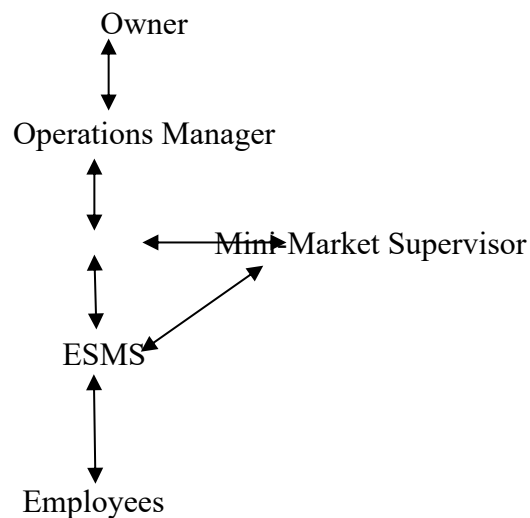 Owner
Operations Manager
Mini-Market Supervisor
ESMS
Employees